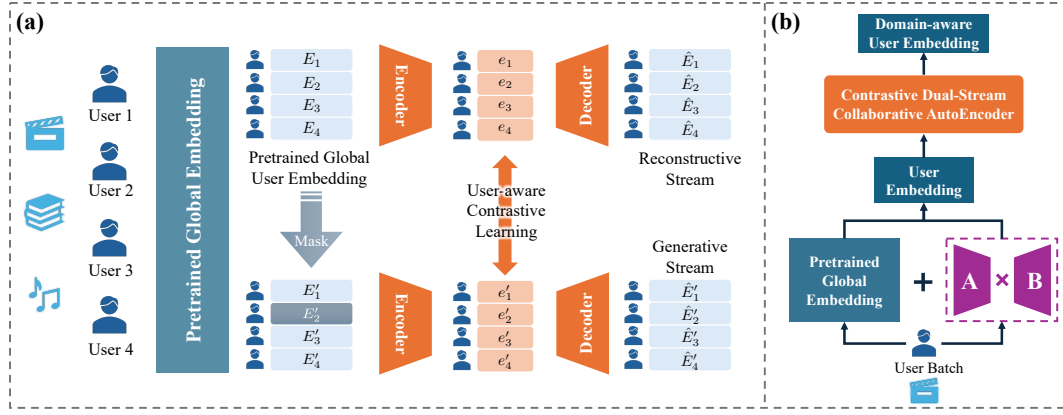 (a)
User 1
User 2
User 3
User 4
Pretrained Global Embedding
E₁
E₂
E₃
E₄
Pretrained Global
User Embedding
Mask
E′₁
E′₂
E′₃
E′₄
Encoder
Encoder
e₁
e₂
e₃
e₄
User-aware
Contrastive
Learning
e′₁
e′₂
e′₃
e′₄
Decoder
Decoder
Ê₁
Ê₂
Ê₃
Ê₄
Reconstructive
Stream
Generative
Stream
Ê′₁
Ê′₂
Ê′₃
Ê′₄
(b)
Domain-aware
User Embedding
Contrastive Dual-Stream
Collaborative AutoEncoder
User
Embedding
Pretrained
Global
Embedding
+
A × B
User Batch